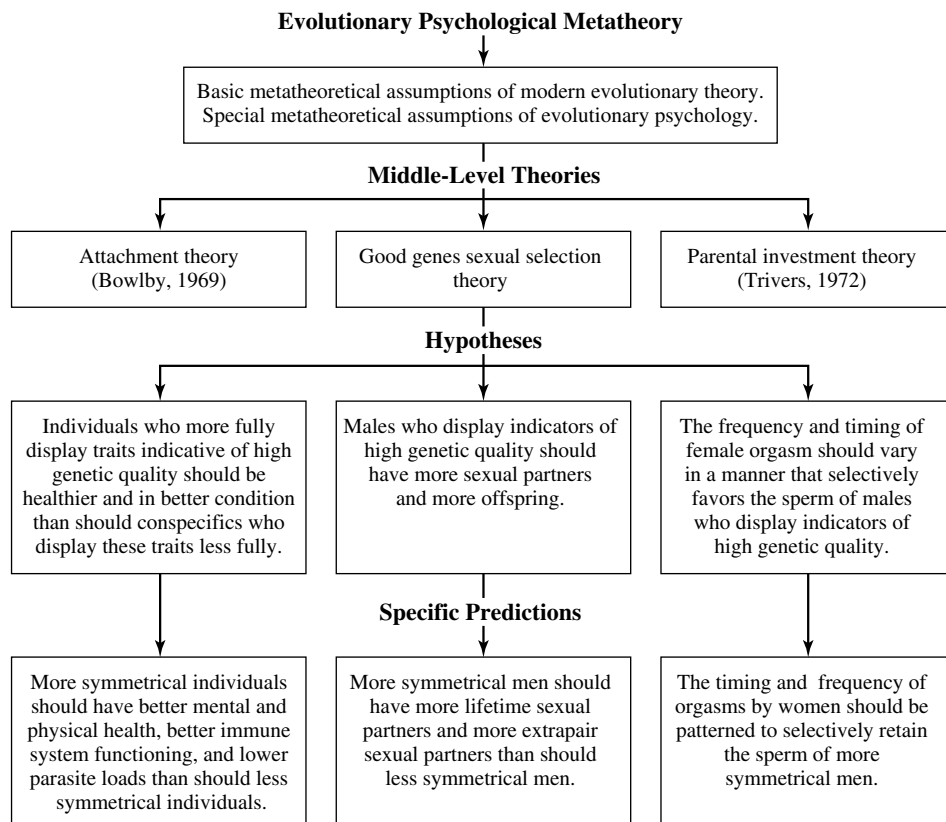 Evolutionary Psychological Metatheory
Basic metatheoretical assumptions of modern evolutionary theory.
Special metatheoretical assumptions of evolutionary psychology.
Middle-Level Theories
Attachment theory
(Bowlby, 1969)
Good genes sexual selection
theory
Parental investment theory
(Trivers, 1972)
Hypotheses
Individuals who more fully
display traits indicative of high
genetic quality should be
healthier and in better condition
than should conspecifics who
display these traits less fully.
Males who display indicators of
high genetic quality should
have more sexual partners
and more offspring.
The frequency and timing of
female orgasm should vary
in a manner that selectively
favors the sperm of males
who display indicators of
high genetic quality.
Specific Predictions
More symmetrical individuals
should have better mental and
physical health, better immune
system functioning, and lower
parasite loads than should less
symmetrical individuals.
More symmetrical men should
have more lifetime sexual
partners and more extrapair
sexual partners than should
less symmetrical men.
The timing and frequency of
orgasms by women should be
patterned to selectively retain
the sperm of more
symmetrical men.